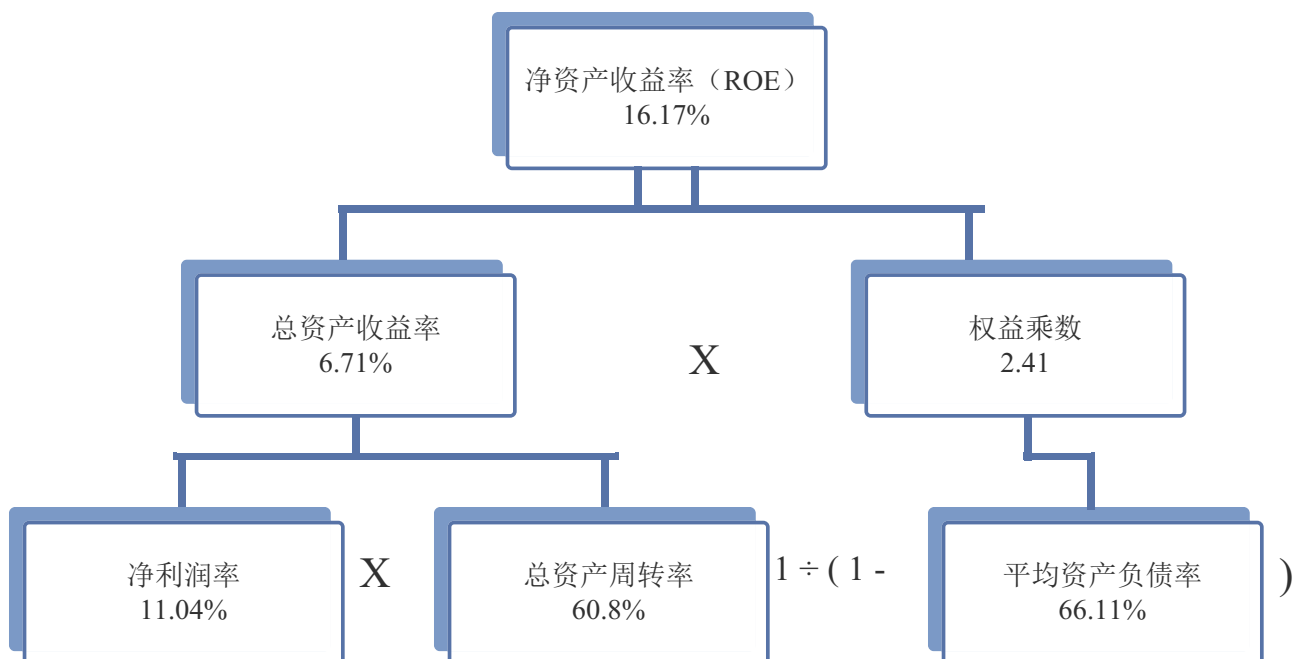 净资产收益率（ROE）
16.17%
总资产收益率
6.71%
X
权益乘数
2.41
净利润率
11.04%
X
总资产周转率
60.8%
1 ÷ ( 1 -
平均资产负债率
66.11%
)